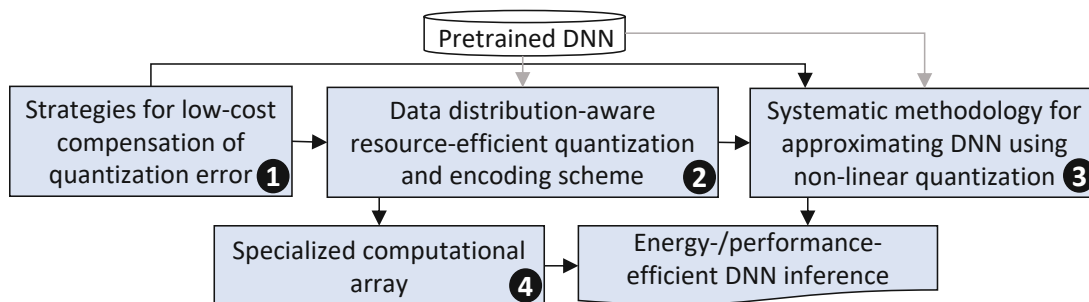 Pretrained DNN
Strategies for low-cost
compensation of
quantization error
1
Data distribution-aware
resource-efficient quantization
and encoding scheme
2
Systematic methodology for
approximating DNN using
non-linear quantization
3
Specialized computational
array
4
Energy-/performance-
efficient DNN inference